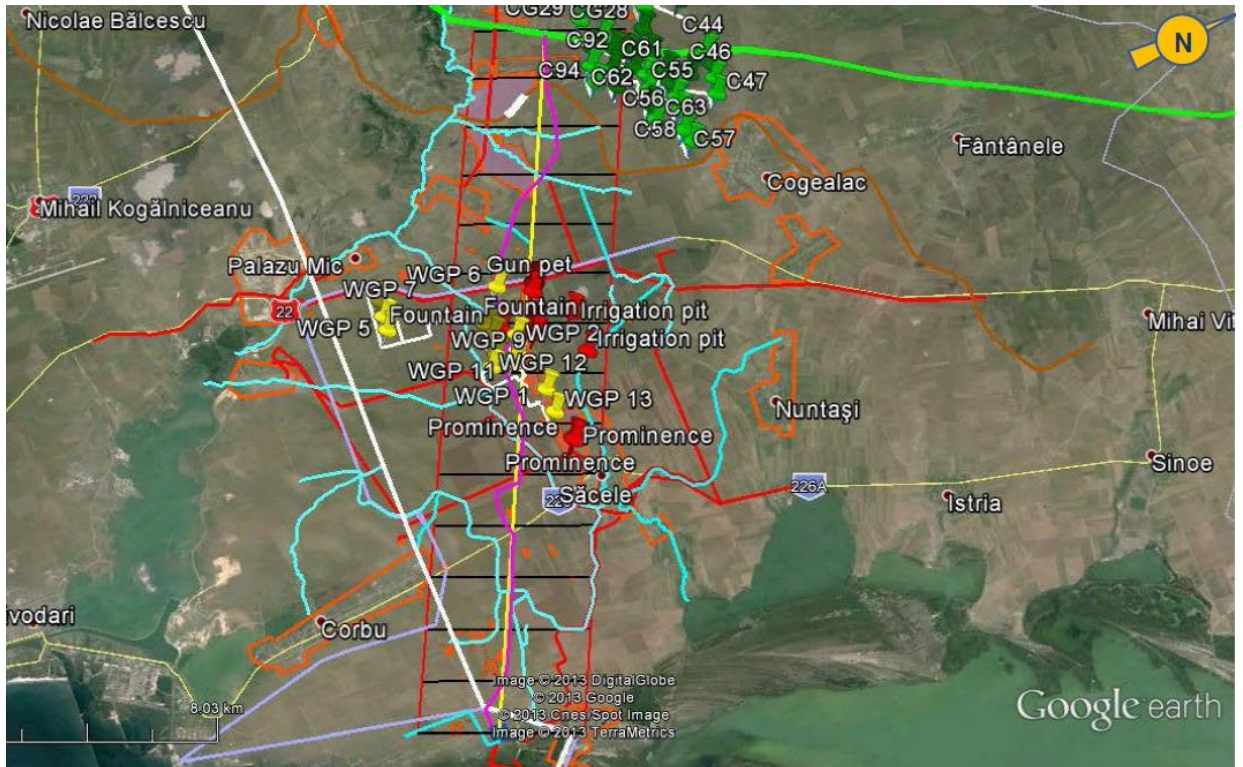 CG29
CG28
C44
Nicolae Bălcescu
N
C92
C61
C46
C94
C62
C55
C47
C56
C63
C58
C57
Fântânele
Cogealac
Mihail Kogălniceanu
Palazu Mic
Gun pet
WGP 6
WGP 7
22
Fountain
Fountain
Irrigation pit
WGP 5
WGP 9
WGP 2
Irrigation pit
Mihai Vi
WGP 11
WGP 12
WGP 1
WGP 13
Nuntaşi
Prominence
Prominence
Prominence
Sinoe
Săcele
226A
Istria
Corbu
vodari
8.03 km
Image © 2013 DigitalGlobe
© 2013 Google
© 2013 Cnes/Spot Image
Image © 2013 TerraMetrics
Google earth